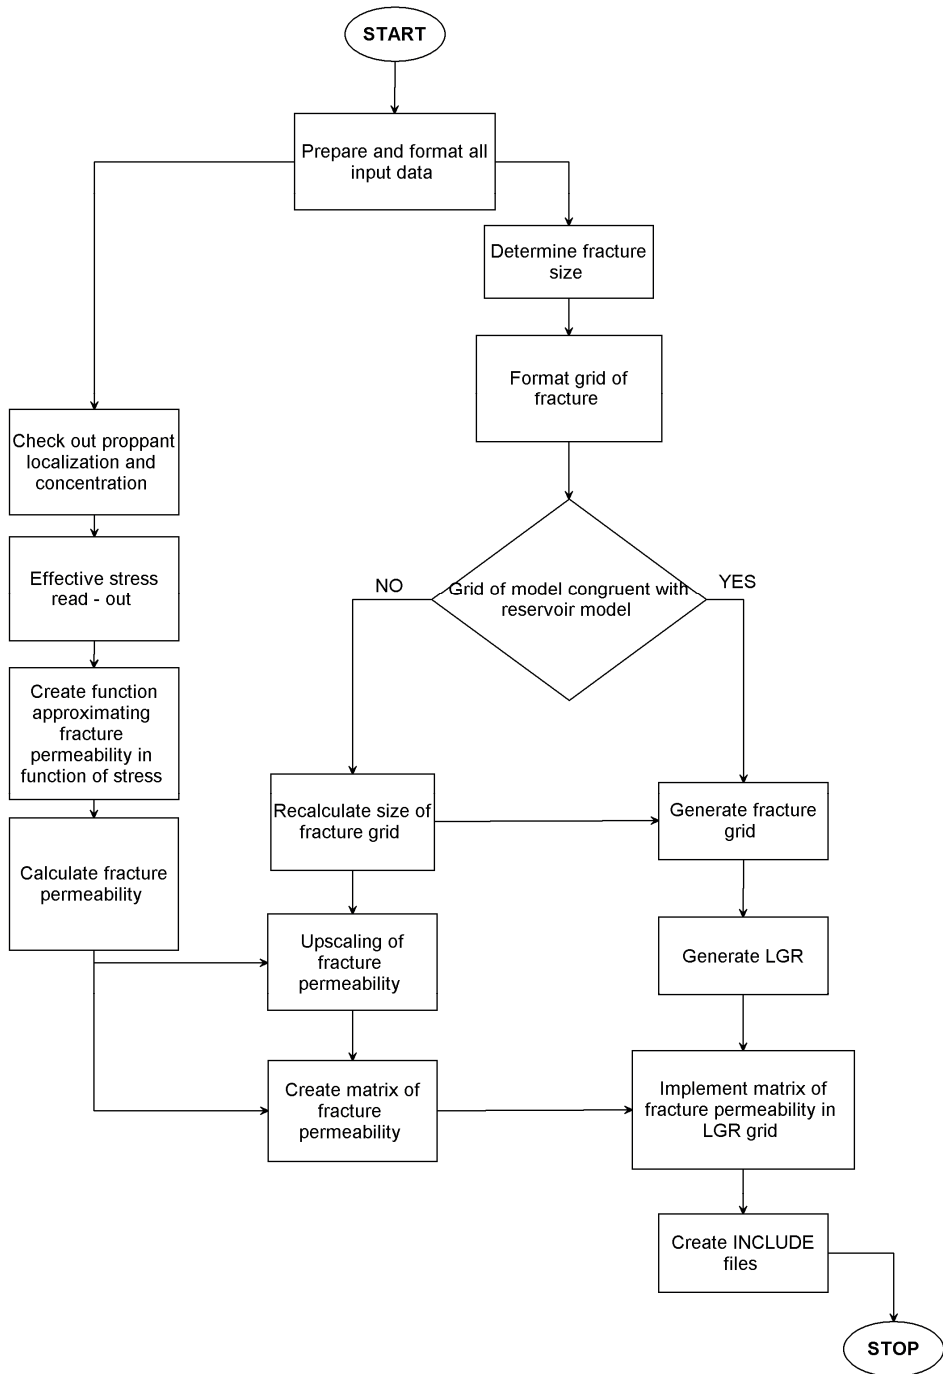 START
Prepare and format all
input data
Determine fracture
size
Format grid of
fracture
Check out proppant
localization and
concentration
Effective stress
read - out
Create function
approximating
fracture
permeability in
function of stress
Calculate fracture
permeability
NO
Grid of model congruent with
reservoir model
YES
Recalculate size of
fracture grid
Generate fracture
grid
Upscaling of
fracture
permeability
Generate LGR
Create matrix of
fracture
permeability
Implement matrix of
fracture permeability in
LGR grid
Create INCLUDE
files
STOP